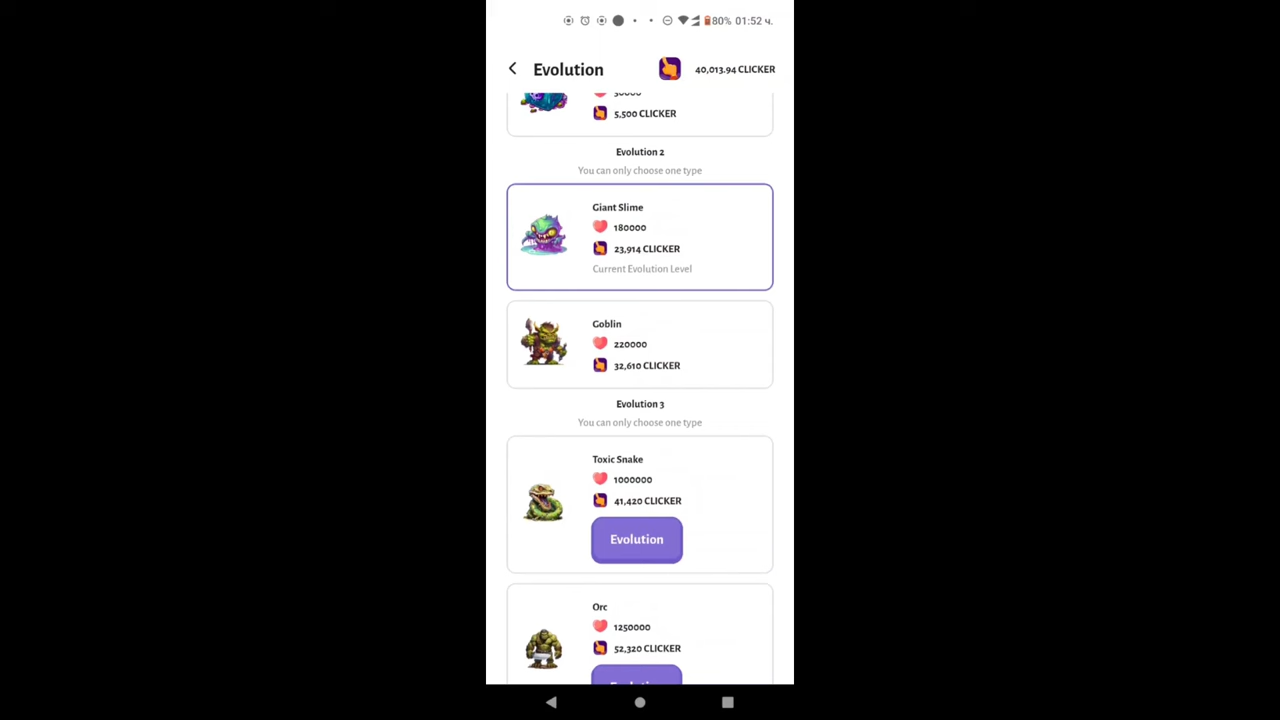 80% 01:52 ч.
Evolution
40,013.94 CLICKER
5,500 CLICKER
Evolution 2
You can only choose one type
Giant Slime
180000
23,914 CLICKER
Current Evolution Level
Goblin
220000
32,610 CLICKER
Evolution 3
You can only choose one type
Toxic Snake
1000000
41,420 CLICKER
Evolution
Orc
1250000
52,320 CLICKER